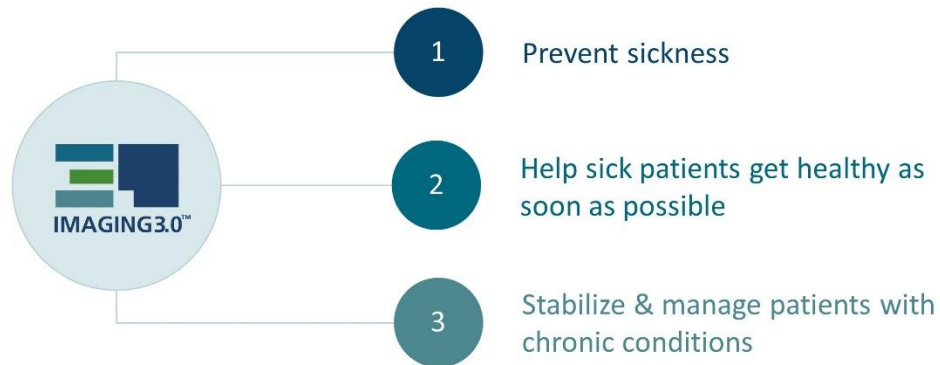 1
Prevent sickness
2
Help sick patients get healthy as
soon as possible
IMAGING3.0™
3
Stabilize & manage patients with
chronic conditions